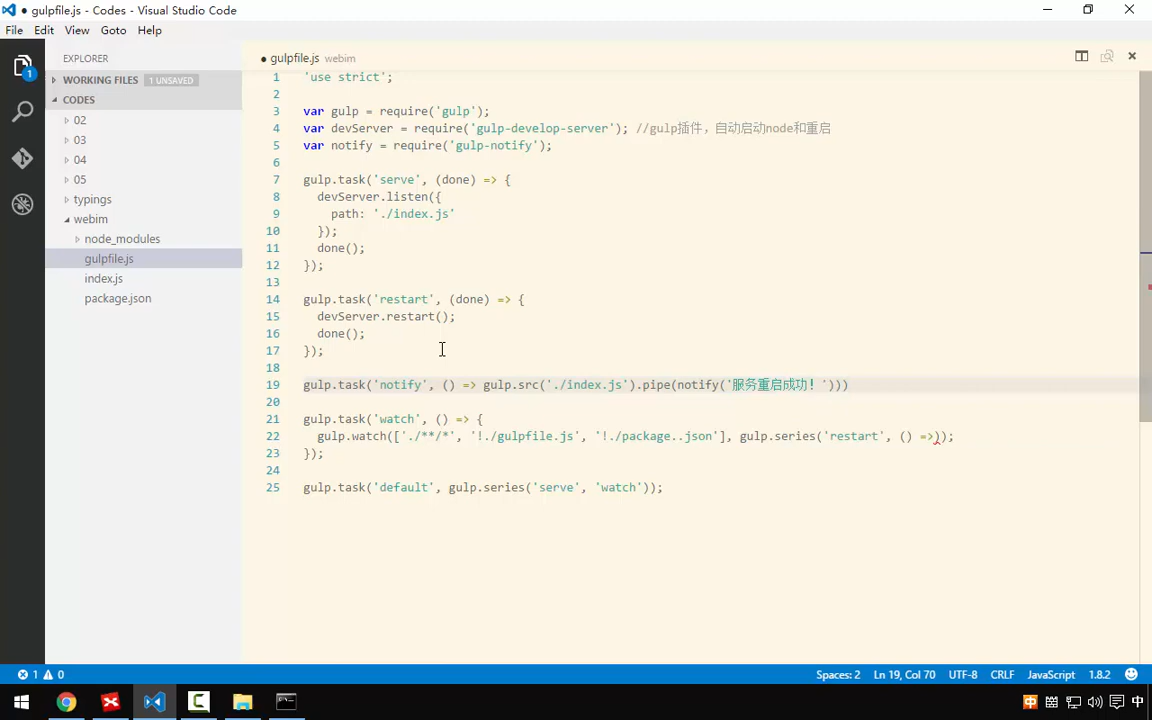 ● gulpfile.js - Codes - Visual Studio Code
File Edit View Goto Help
EXPLORER
WORKING FILES 1 UNSAVED
CODES
02
03
04
05
typings
webim
node_modules
gulpfile.js
index.js
package.json
1
● gulpfile.js webim
1 'use strict';
2
3 var gulp = require('gulp');
4 var devServer = require('gulp-develop-server'); //gulp插件，自动启动node和重启
5 var notify = require('gulp-notify');
6
7 gulp.task('serve', (done) => {
8 devServer.listen({
9 path: './index.js'
10 });
11 done();
12 });
13
14 gulp.task('restart', (done) => {
15 devServer.restart();
16 done();
17 });
18
19 gulp.task('notify', () => gulp.src('./index.js').pipe(notify('服务重启成功！')))
20
21 gulp.task('watch', () => {
22 gulp.watch(['./**/*', '!./gulpfile.js', '!./package..json'], gulp.series('restart', () =>));
23 });
24
25 gulp.task('default', gulp.series('serve', 'watch'));
1 0 Spaces: 2 Ln 19, Col 70 UTF-8 CRLF JavaScript 1.8.2
中 中